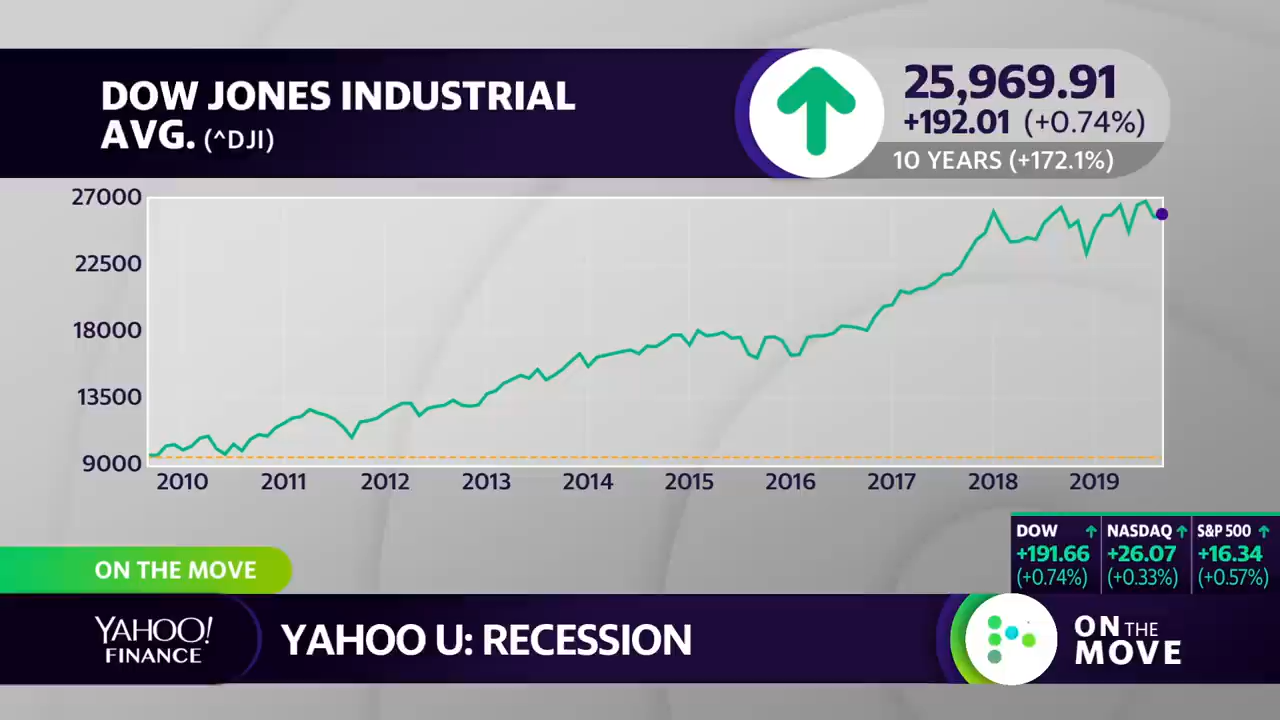 DOW JONES INDUSTRIAL
AVG. (^DJI)
25,969.91
+192.01 (+0.74%)
10 YEARS (+172.1%)
27000
22500
18000
13500
9000
2010 2011 2012 2013 2014 2015 2016 2017 2018 2019
DOW NASDAQ S&P 500
+191.66 +26.07 +16.34
(+0.74%) (+0.33%) (+0.57%)
ON THE MOVE
YAHOO!
FINANCE
YAHOO U: RECESSION
ON THE
MOVE